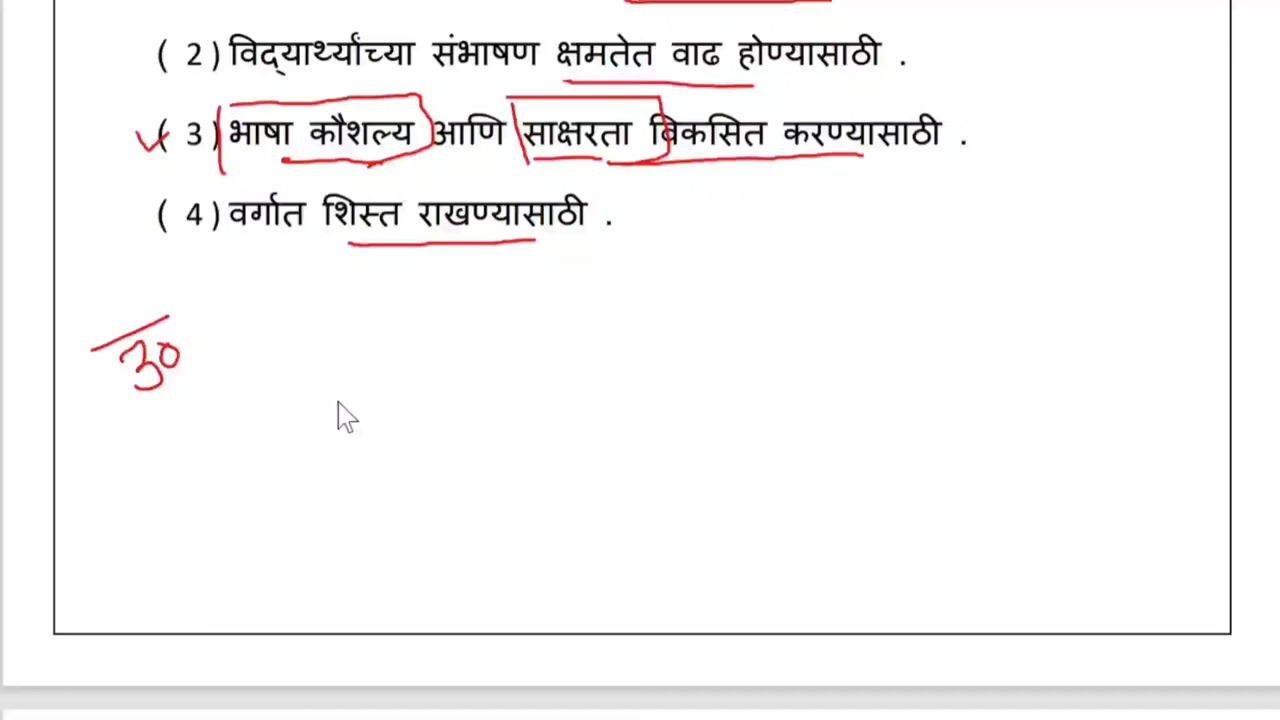 ( 2 ) विद्यार्थ्यांच्या संभाषण क्षमतेत वाढ होण्यासाठी .
( 3 ) भाषा कौशल्य आणि साक्षरता विकसित करण्यासाठी .
( 4 ) वर्गात शिस्त राखण्यासाठी .
30